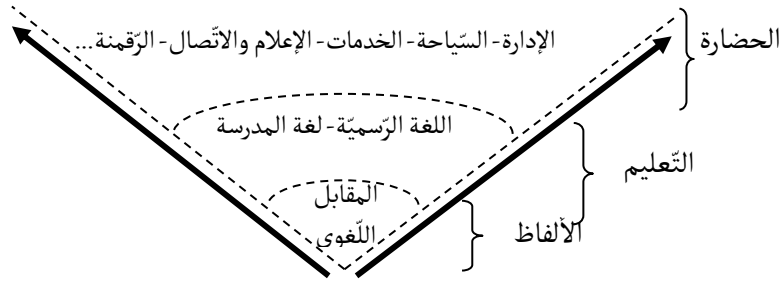 الإدارة- السّياحة- الخدمات- الإعلام والاتّصال- الرّقمنة...
الحضارة
اللغة الرّسميّة- لغة المدرسة
التّعليم
المقابل
اللّغوي
الألفاظ